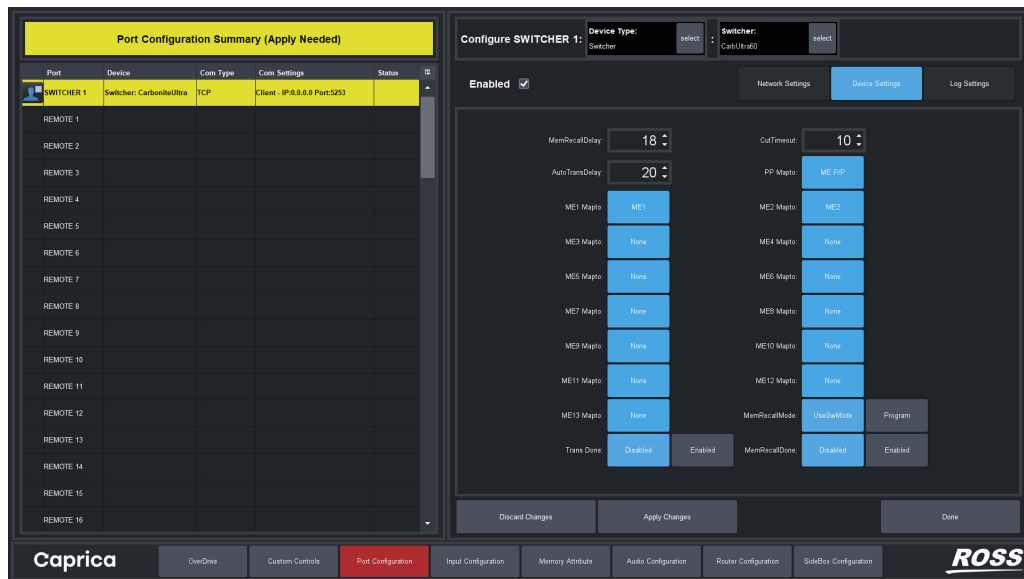 Port Configuration Summary (Apply Needed)
Port Device Com Type Com Settings Status
SWITCHER 1 Switcher: CarboniteUltra TCP Client - IP:0.0.0.0 Port:5253
REMOTE 1
REMOTE 2
REMOTE 3
REMOTE 4
REMOTE 5
REMOTE 6
REMOTE 7
REMOTE 8
REMOTE 9
REMOTE 10
REMOTE 11
REMOTE 12
REMOTE 13
REMOTE 14
REMOTE 15
REMOTE 16
Configure SWITCHER 1: Device Type: Switcher select : Switcher: CarbUltra60 select
Enabled Network Settings Device Settings Log Settings
MemRecallDelay: 18 CutTimeout: 10
AutoTransDelay: 20 PP Mapto: ME P/P
ME1 Mapto: ME1 ME2 Mapto: ME2
ME3 Mapto: None ME4 Mapto: None
ME5 Mapto: None ME6 Mapto: None
ME7 Mapto: None ME8 Mapto: None
ME9 Mapto: None ME10 Mapto: None
ME11 Mapto: None ME12 Mapto: None
ME13 Mapto: None MemRecallMode: UseSwMode Program
Trans Done: Disabled Enabled MemRecallDone: Disabled Enabled
Discard Changes Apply Changes Done
Caprica OverDrive Custom Controls Port Configuration Input Configuration Memory Attribute Audio Configuration Router Configuration SideBox Configuration ROSS